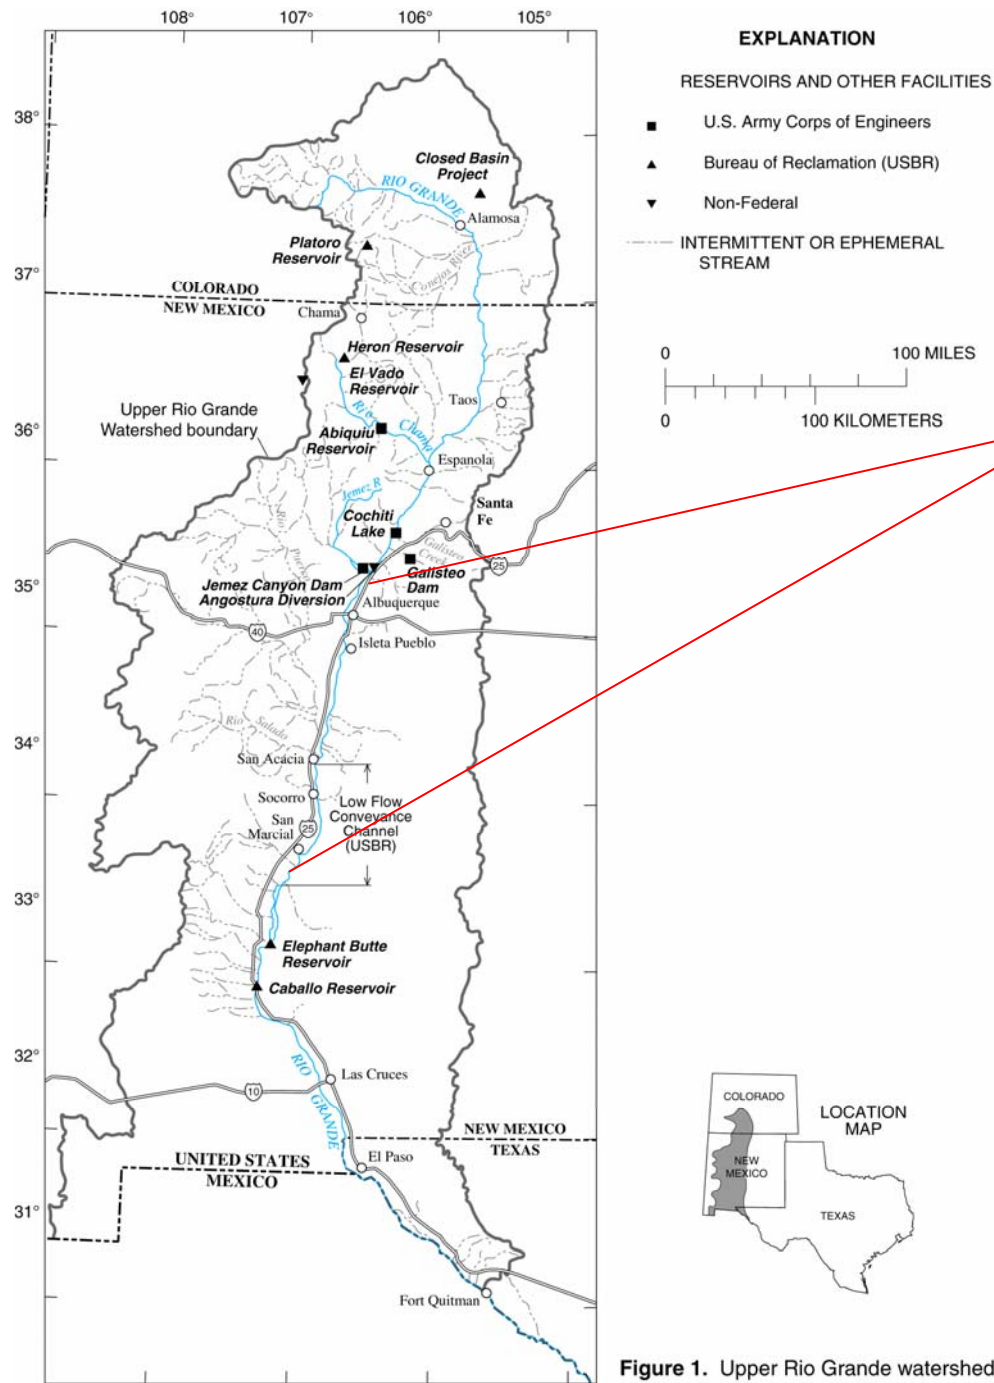 108° 107° 106° 105°
38°
37°
36°
35°
34°
33°
32°
31°
Closed Basin
Project
RIO GRANDE
Alamosa
Platoro
Reservoir
Conejos River
COLORADO
NEW MEXICO
Chama
Heron Reservoir
El Vado
Reservoir
Taos
Upper Rio Grande
Watershed boundary
Rio Chama
Abiquiu
Reservoir
Espanola
Jemez R
Santa
Fe
Cochiti
Lake
Rio Puerco
Galisteo
Creek
25
Galisteo
Dam
Jemez Canyon Dam
Angostura Diversion
Albuquerque
40
Isleta Pueblo
Rio Salado
San Acacia
Socorro
Low Flow
Conveyance
Channel
(USBR)
San
Marcial
25
Elephant Butte
Reservoir
Caballo Reservoir
RIO GRANDE
Las Cruces
10
NEW MEXICO
TEXAS
El Paso
UNITED STATES
MEXICO
Fort Quitman
EXPLANATION
RESERVOIRS AND OTHER FACILITIES
U.S. Army Corps of Engineers
Bureau of Reclamation (USBR)
Non-Federal
INTERMITTENT OR EPHEMERAL
STREAM
0 100 MILES
0 100 KILOMETERS
COLORADO
NEW
MEXICO
TEXAS
LOCATION
MAP
Figure 1. Upper Rio Grande watershed